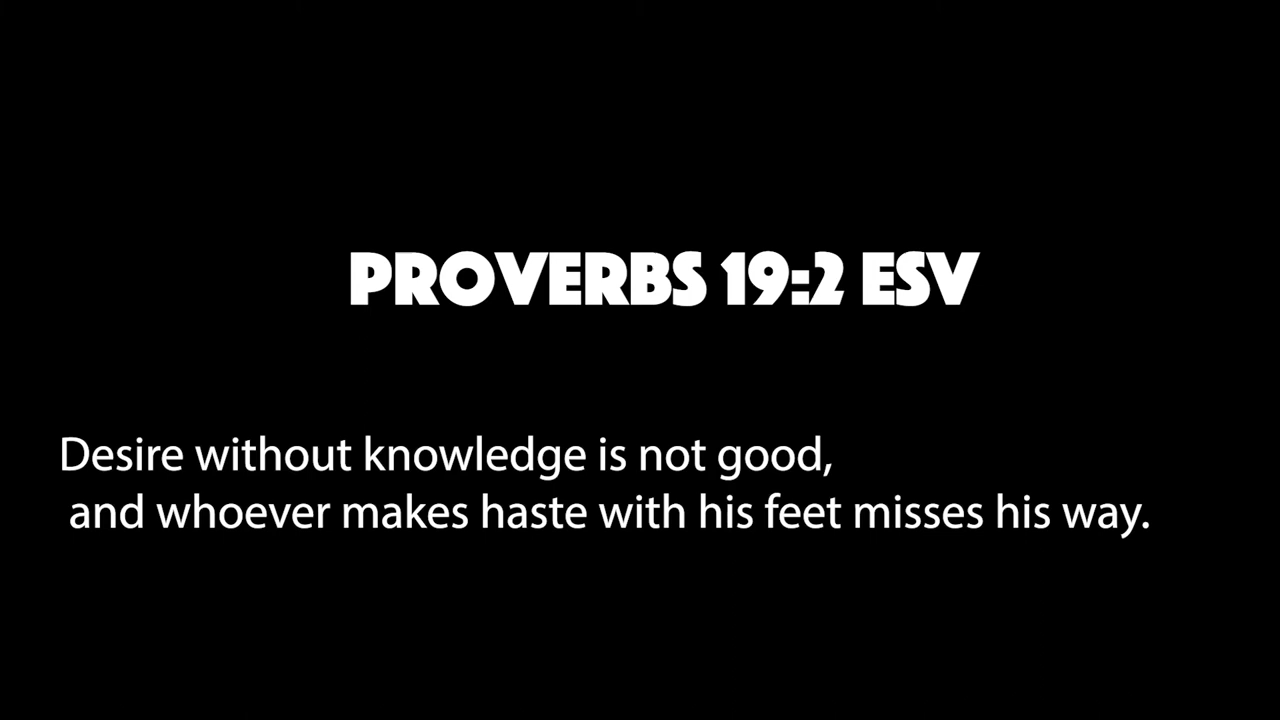 PROVERBS 19:2 ESV
Desire without knowledge is not good,
and whoever makes haste with his feet misses his way.